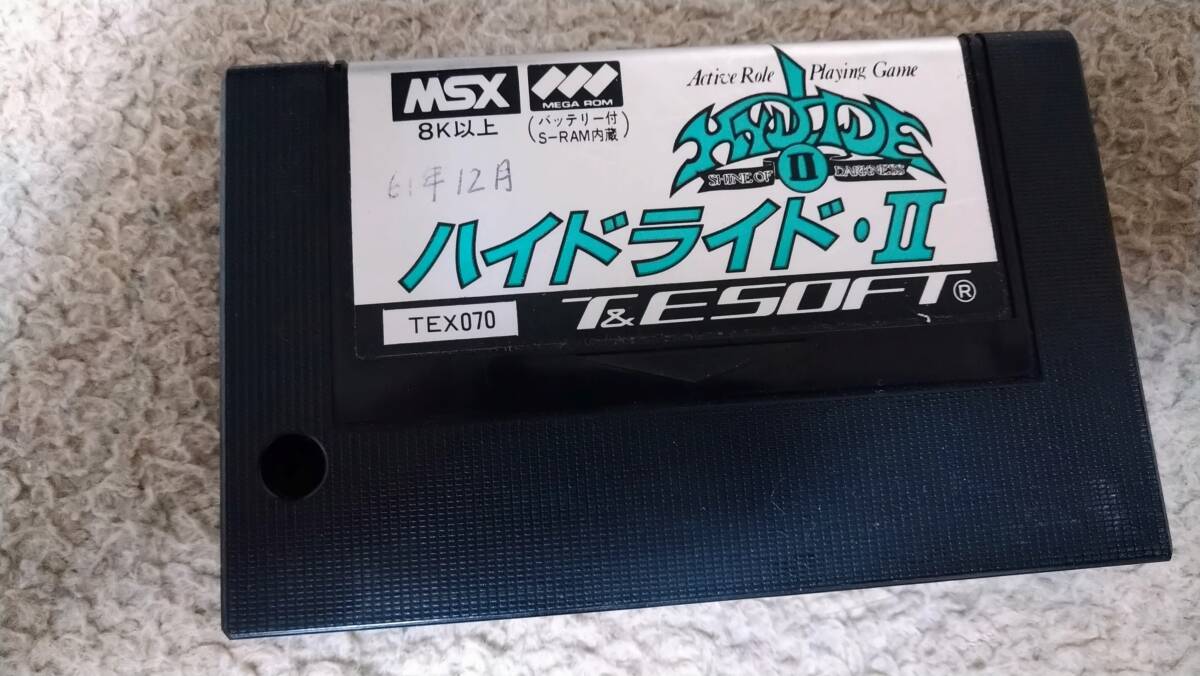 MSX
8K以上
MEGA ROM
(バッテリー付
S-RAM内蔵)
61年12月
Active Role Playing Game
HYDLIDE
II
SHINE OF DARKNESS
ハイドライド・II
TEX070
T&ESOFT®